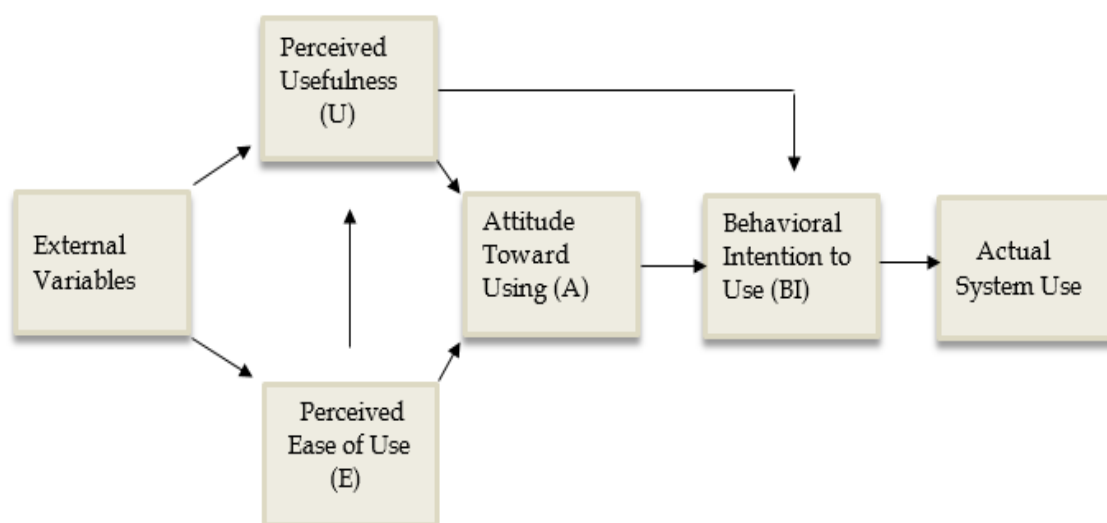 Perceived
Usefulness
(U)
External
Variables
Attitude
Toward
Using (A)
Behavioral
Intention to
Use (BI)
Actual
System Use
Perceived
Ease of Use
(E)